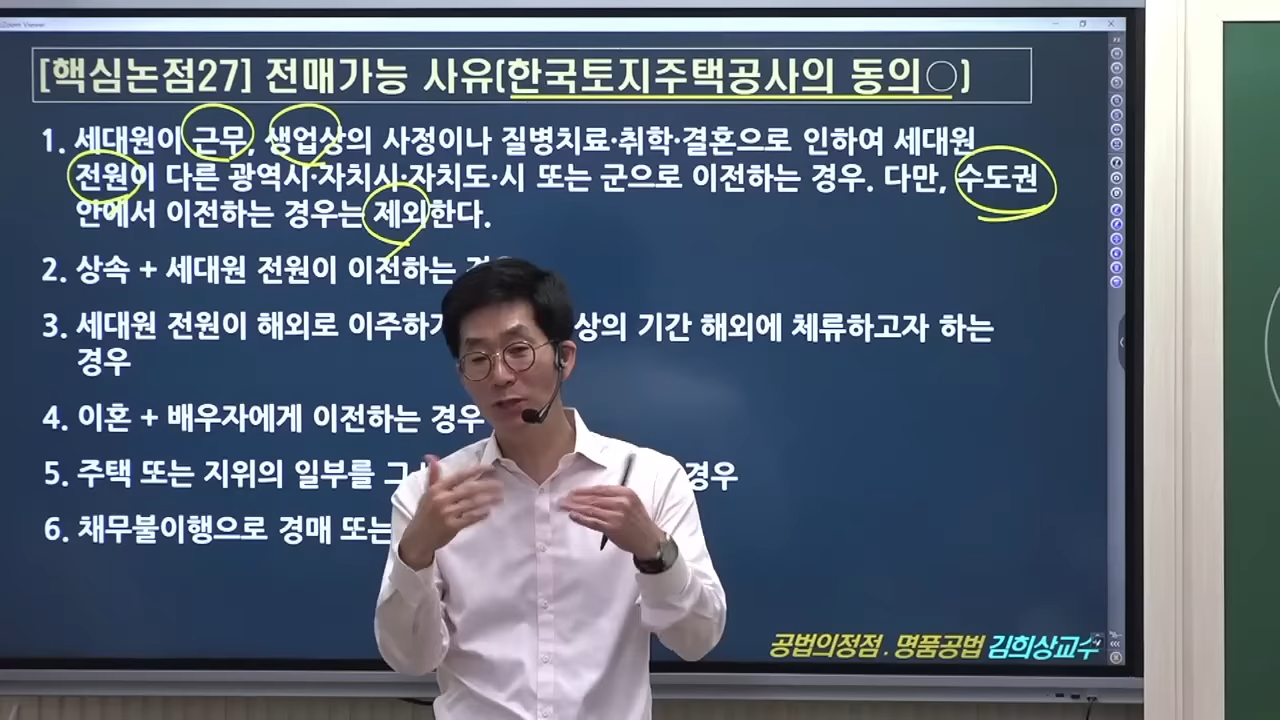 [핵심논점27] 전매가능 사유(한국토지주택공사의 동의○)
1. 세대원이 근무, 생업상의 사정이나 질병치료·취학·결혼으로 인하여 세대원
전원이 다른 광역시·자치시·자치도·시 또는 군으로 이전하는 경우. 다만, 수도권
안에서 이전하는 경우는 제외한다.
2. 상속 + 세대원 전원이 이전하는
3. 세대원 전원이 해외로 이주하거 상의 기간 해외에 체류하고자 하는
경우
4. 이혼 + 배우자에게 이전하는 경우
5. 주택 또는 지위의 일부를 경우
6. 채무불이행으로 경매 또는
공법의정점. 명품공법 김희상교수